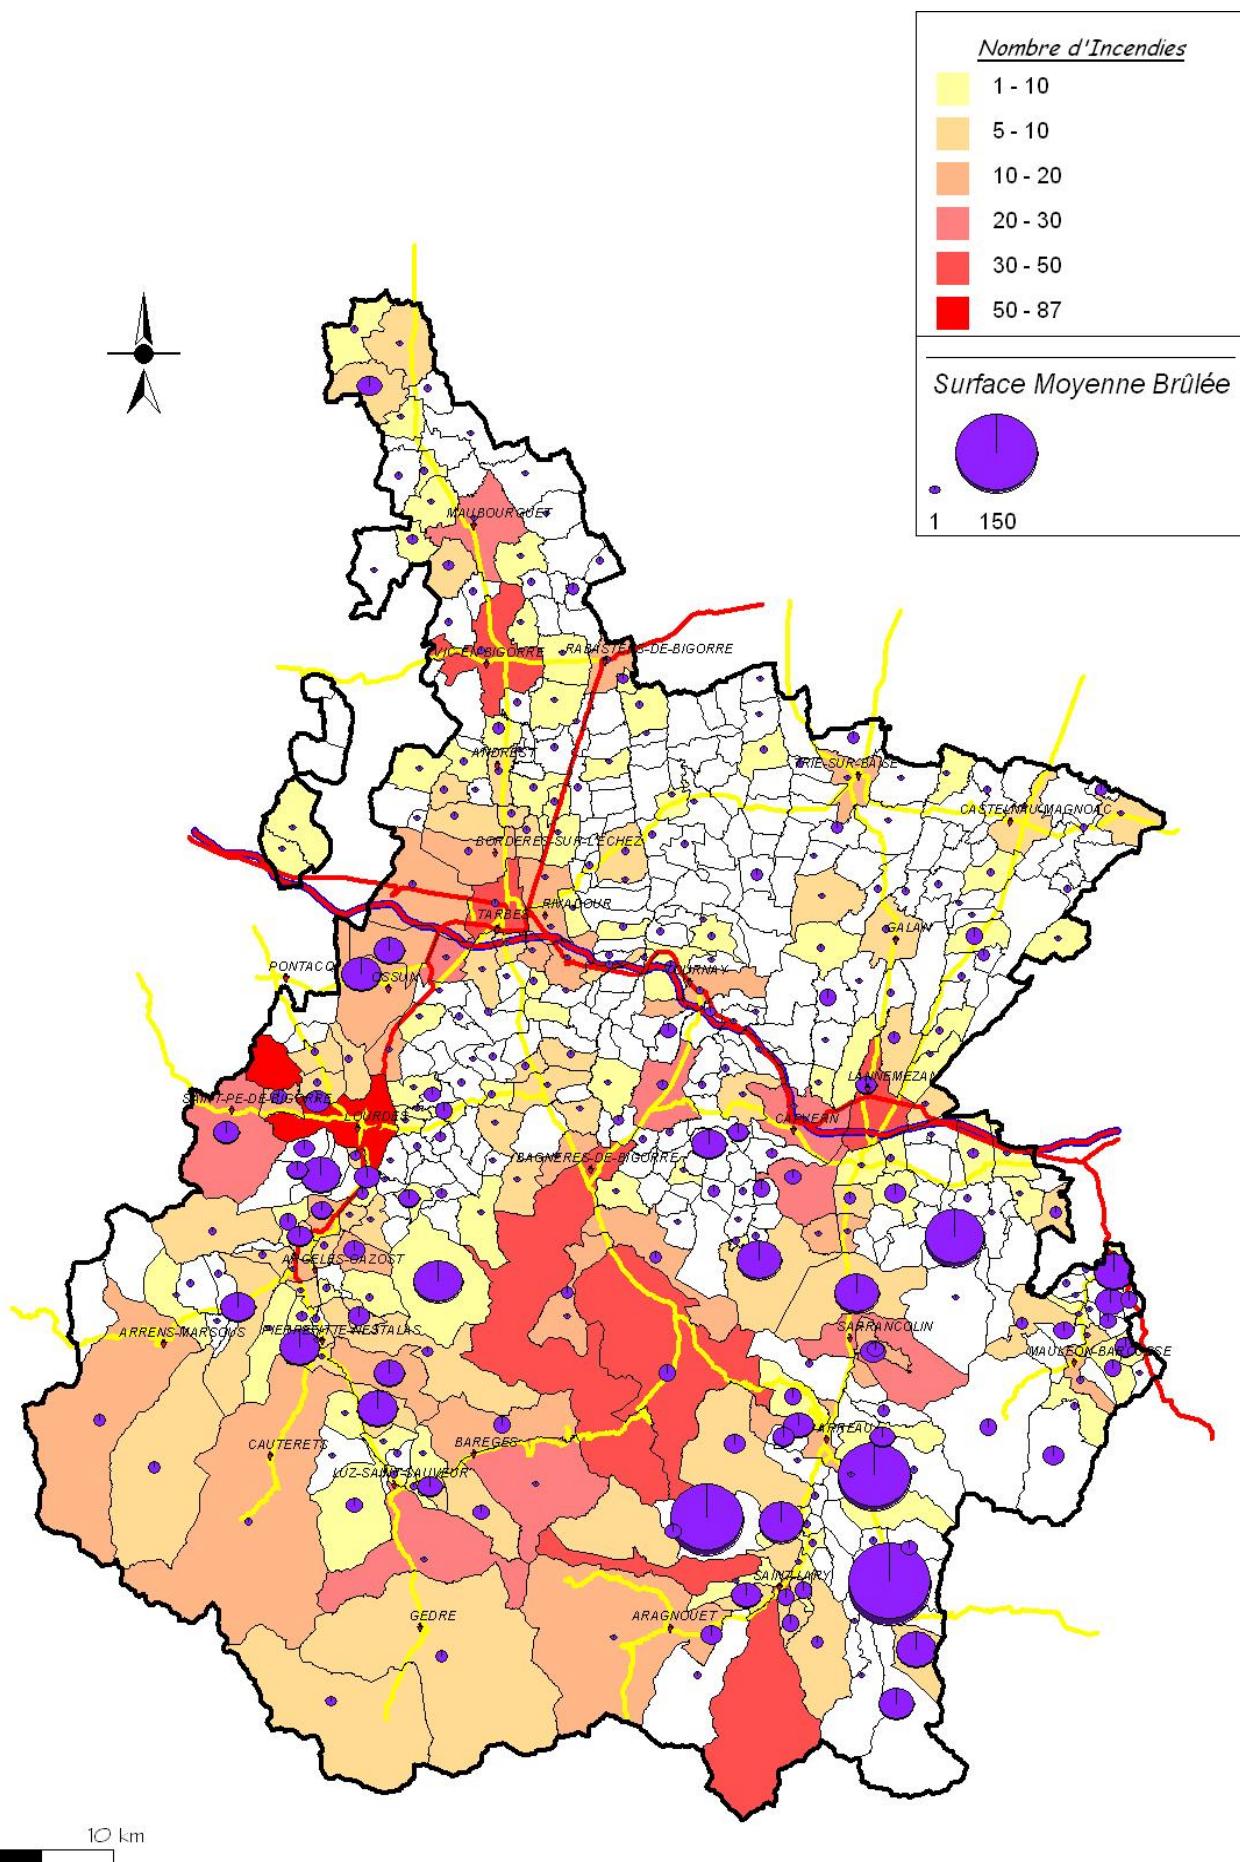 Nombre d'Incendies
1 - 10
5 - 10
10 - 20
20 - 30
30 - 50
50 - 87
Surface Moyenne Brûlée
1 150
MAUBOURGUET
VIC-EN-BIGORRE
RABASTENS-DE-BIGORRE
ANDREST
TRIE-SUR-BAISE
CASTELNAU-MAGNOAC
BORDERES-SUR-L'ECHEZ
TARBES
GALAN
PONTACQ
OSSUN
TOURNAY
LANNEMEZAN
SAINT-PE-DE-BIGORRE
LOURDES
CAPVERN
BAGNERES-DE-BIGORRE
ARGELES-GAZOST
ARRENS-MARSOUS
PIERREFITTE-NESTALAS
SARRANCOLIN
MAULEON-BAROUSSE
CAUTERETS
BAREGES
ARREAU
LUZ-SAINT-SAUVEUR
SAINT-LARY
GEDRE
ARAGNOUET
10 km